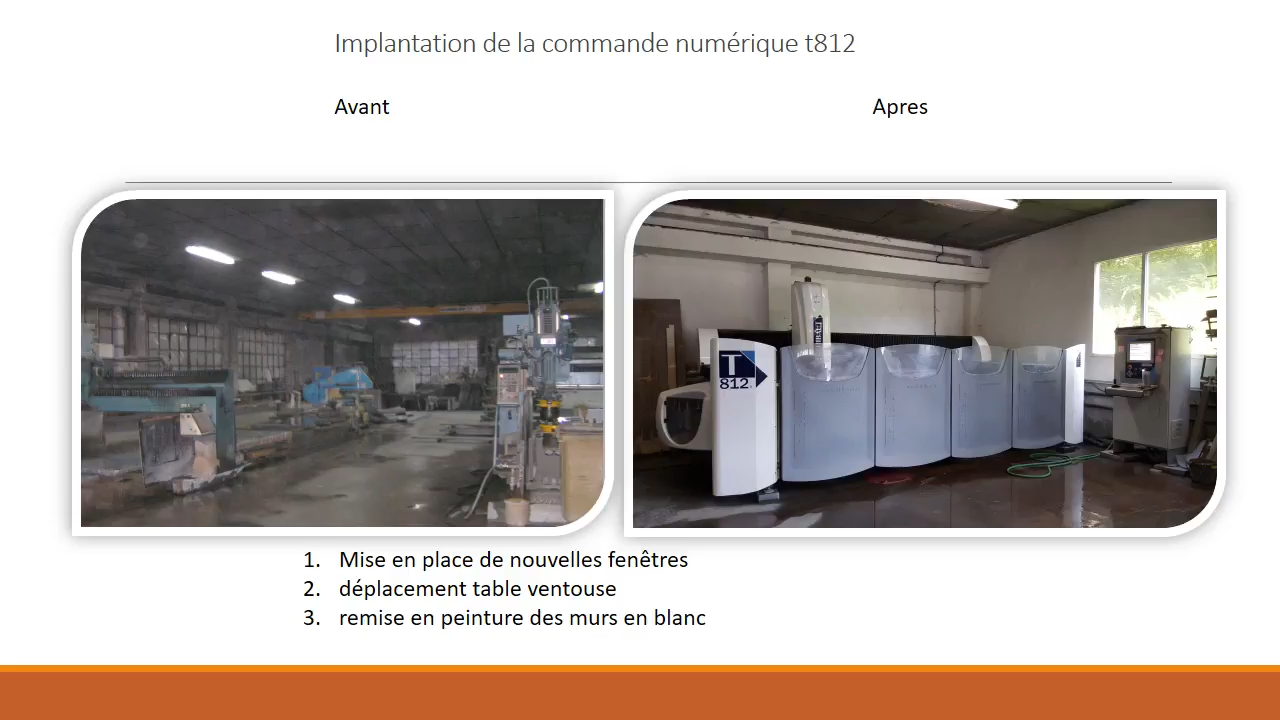 Implantation de la commande numérique t812
Avant
Apres
T
812
1. Mise en place de nouvelles fenêtres
2. déplacement table ventouse
3. remise en peinture des murs en blanc